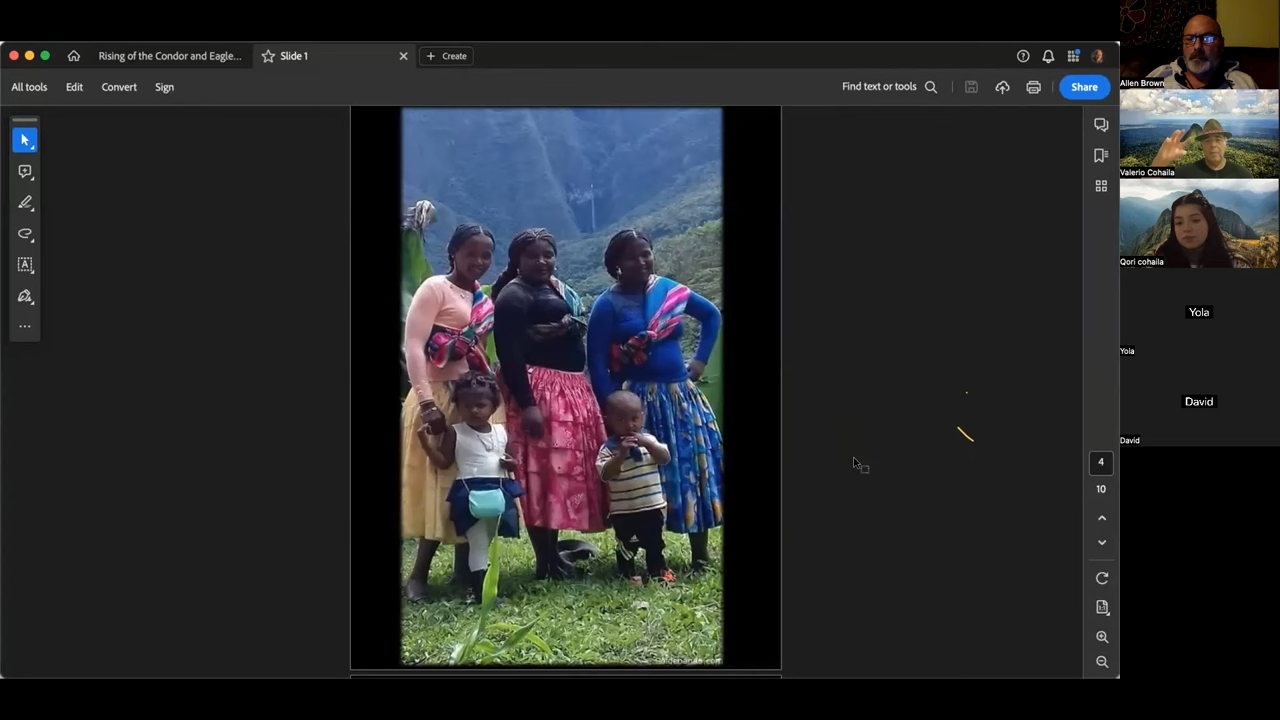 Rising of the Condor and Eagle...
Slide 1
Create
All tools
Edit
Convert
Sign
Find text or tools
Share
4
10
Allen Brown
Valerio Cohaila
Qori cohaila
Yola
Yola
David
David